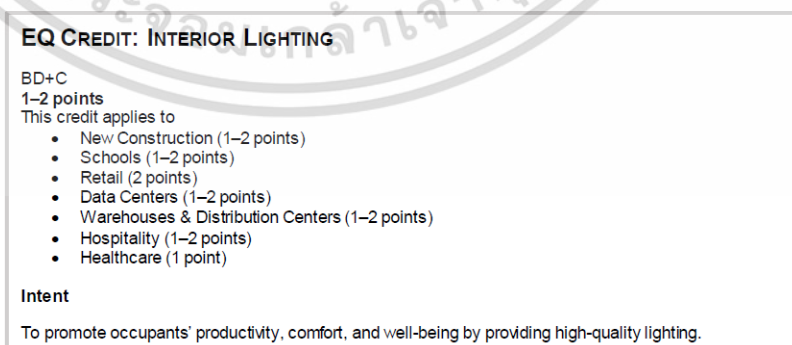 EQ CREDIT: INTERIOR LIGHTING
BD+C
1–2 points
This credit applies to
• New Construction (1–2 points)
• Schools (1–2 points)
• Retail (2 points)
• Data Centers (1–2 points)
• Warehouses & Distribution Centers (1–2 points)
• Hospitality (1–2 points)
• Healthcare (1 point)
Intent
To promote occupants’ productivity, comfort, and well-being by providing high-quality lighting.